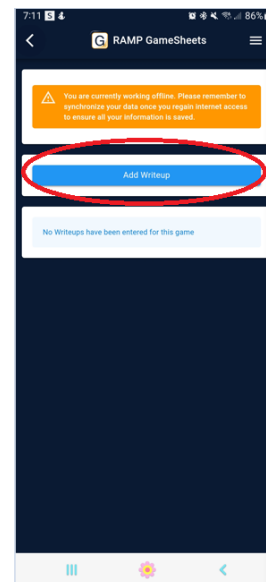 7:11 S 86%
G RAMP GameSheets
You are currently working offline. Please remember to
synchronize your data once you regain internet access
to ensure all your information is saved.
Add Writeup
No Writeups have been entered for this game